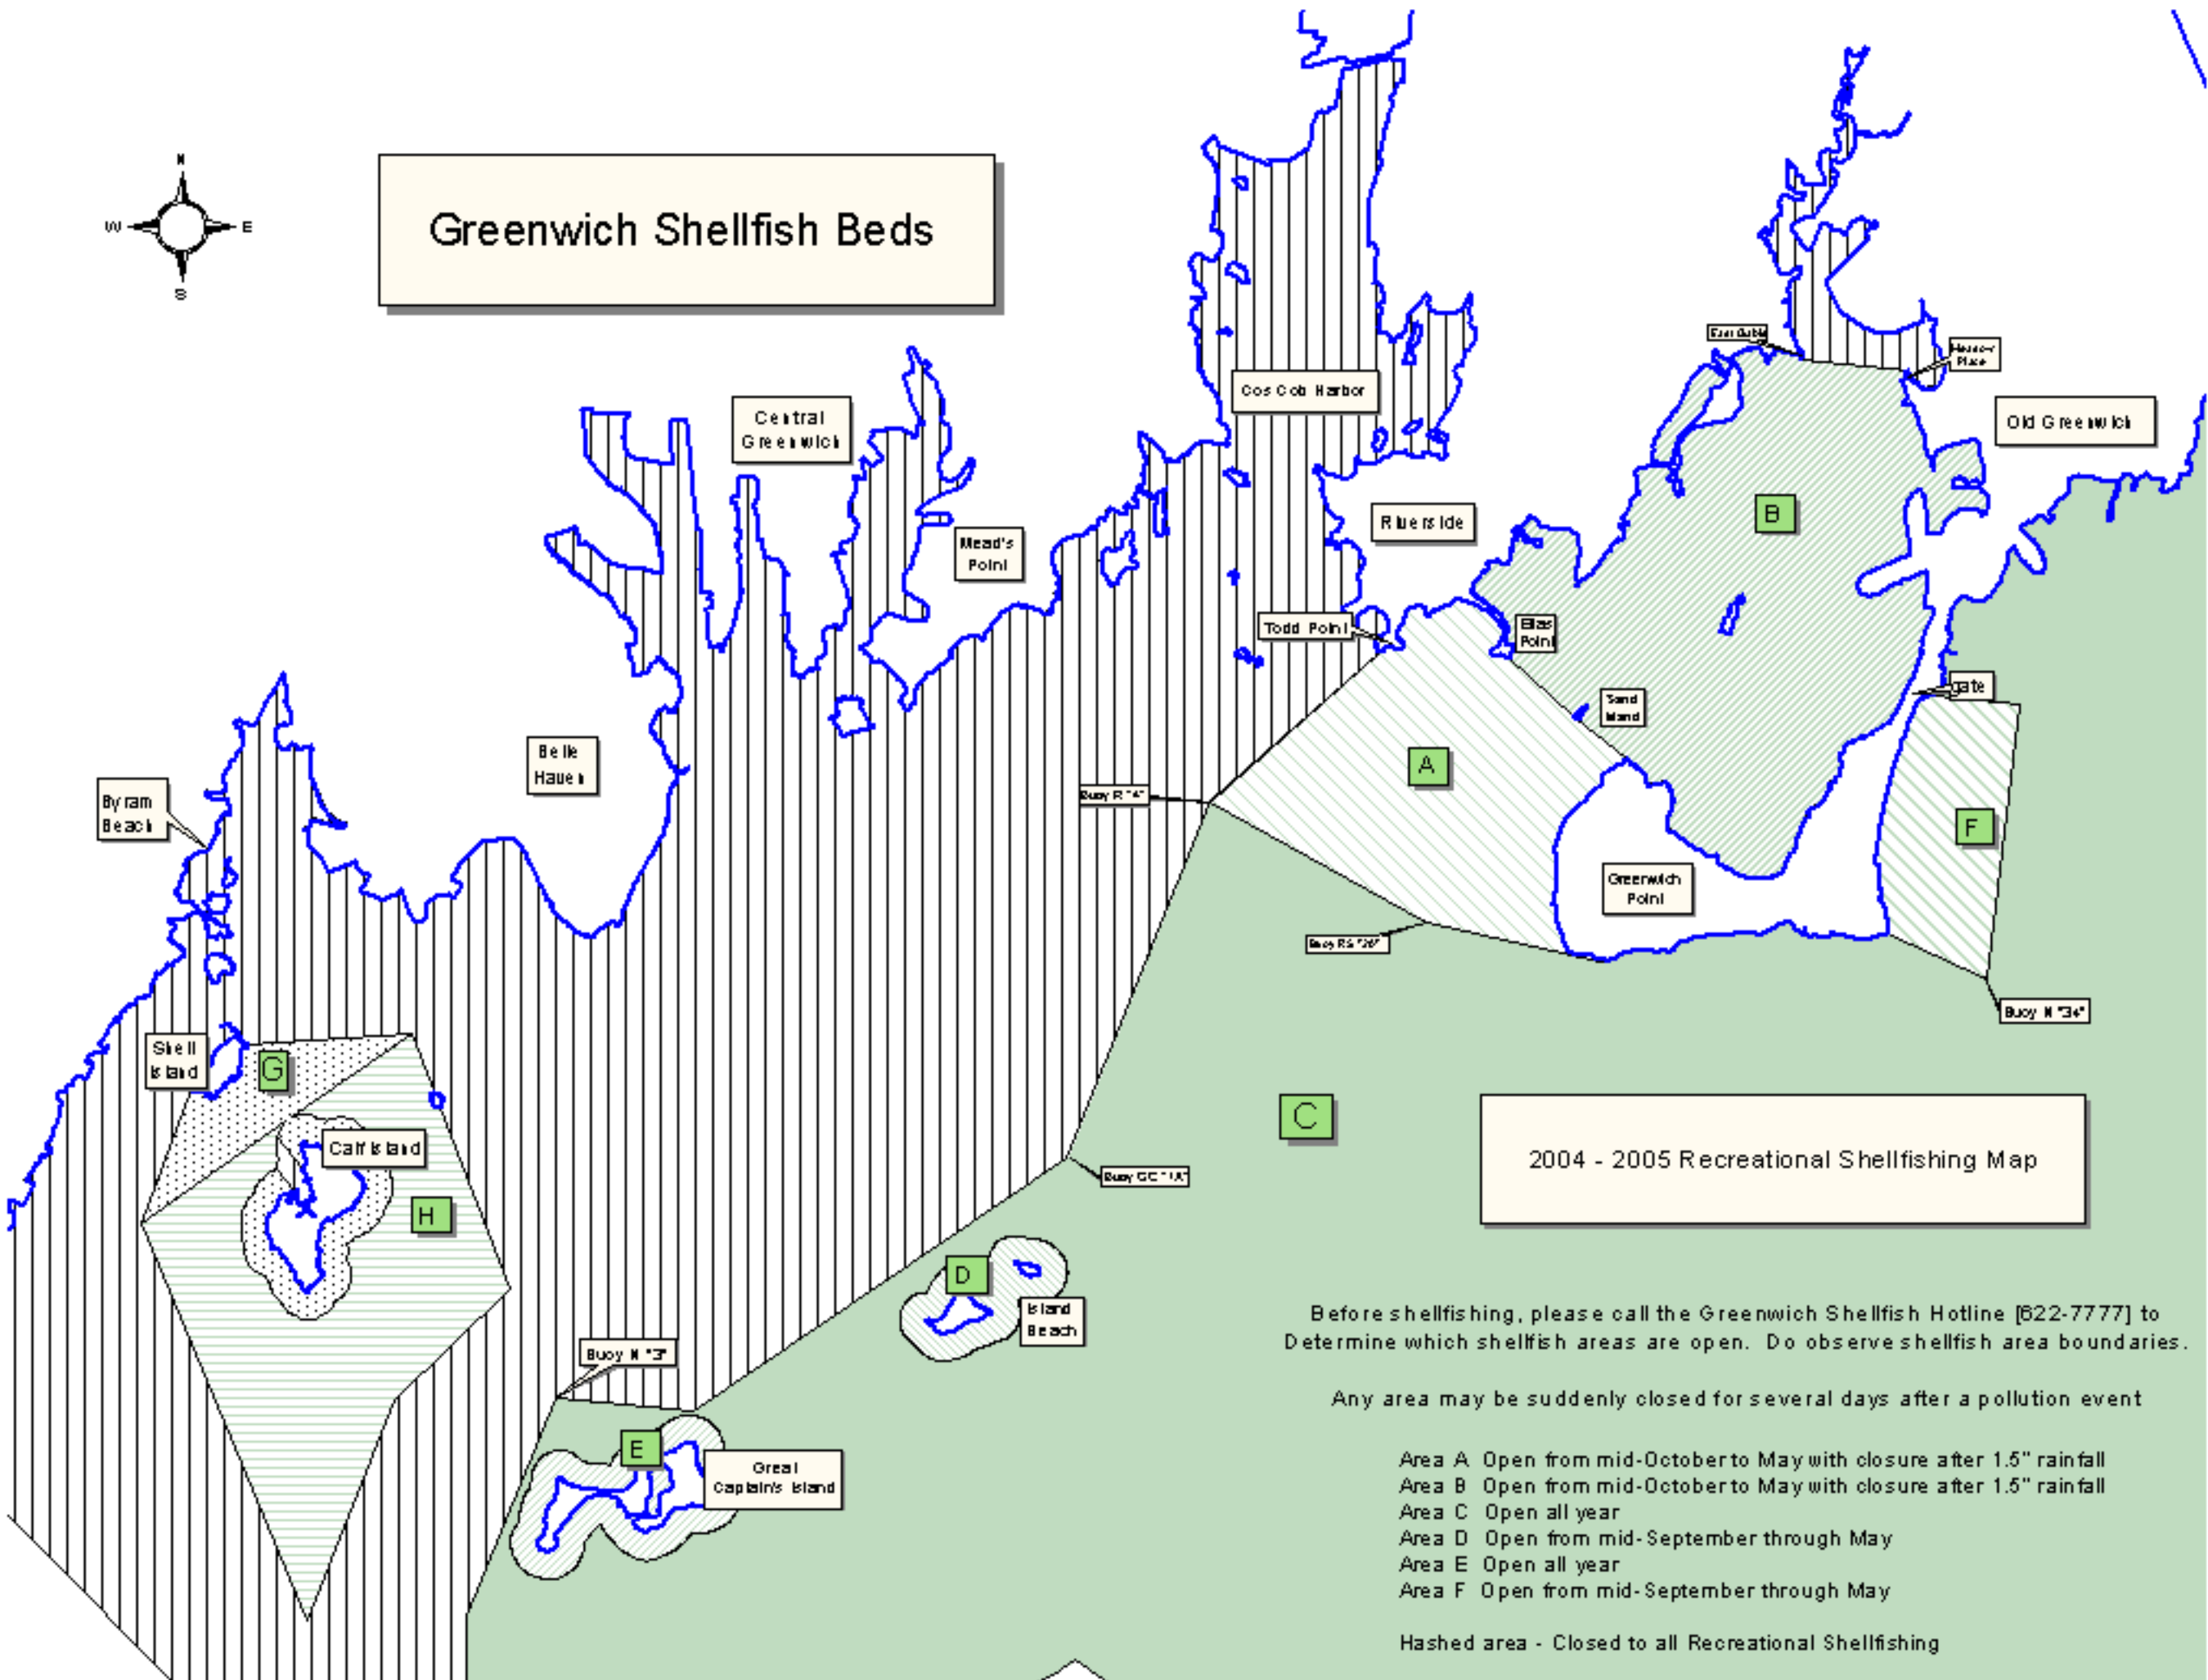 N
W E
S
Greenwich Shellfish Beds
Central
Greenwich
Cos Cob Harbor
Old Greenwich
Mead's
Point
Riverside
B
Todd Point
Elias
Point
Sand
Island
gate
Belle
Haven
Byram
Beach
Buoy R "4"
A
F
Greenwich
Point
Buoy N "34"
Shell
Island
G
C
2004 - 2005 Recreational Shellfishing Map
Calf Island
H
D
Island
Beach
Buoy N "3"
E
Great
Captain's Island
Before shellfishing, please call the Greenwich Shellfish Hotline [622-7777] to
Determine which shellfish areas are open. Do observe shellfish area boundaries.
Any area may be suddenly closed for several days after a pollution event
Area A Open from mid-October to May with closure after 1.5" rainfall
Area B Open from mid-October to May with closure after 1.5" rainfall
Area C Open all year
Area D Open from mid-September through May
Area E Open all year
Area F Open from mid-September through May
Hashed area - Closed to all Recreational Shellfishing